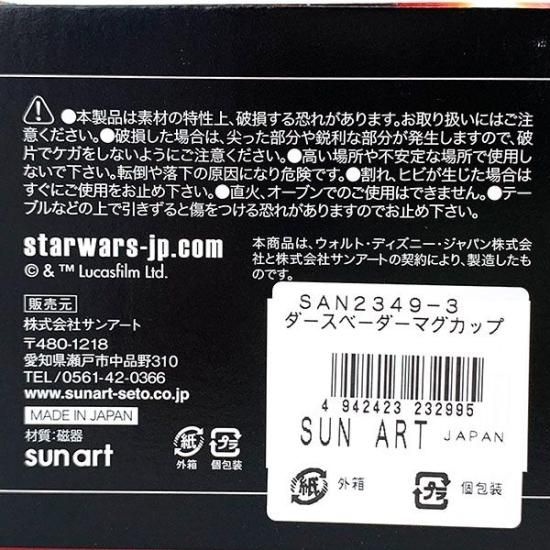 ●本製品は素材の特性上、破損する恐れがあります。お取り扱いにはご注
意ください。●破損した場合は、尖った部分や鋭利な部分が発生しますので、破
片でケガをしないようにご注意ください。●高い場所や不安定な場所で使用し
ないで下さい。転倒や落下の原因になり危険です。●割れ、ヒビが生じた場合は
すぐにご使用をお止め下さい。●直火、オーブンでのご使用はできません。●テー
ブルなどの上で引きずると傷をつける恐れがありますのでお止め下さい。
starwars-jp.com
© & ™ Lucasfilm Ltd.
本商品は、ウォルト・ディズニー・ジャパン株式会
社と株式会社サンアートの契約により、製造したも
のです。
販売元
株式会社サンアート
〒480-1218
愛知県瀬戸市中品野310
TEL/0561-42-0366
www.sunart-seto.co.jp
MADE IN JAPAN
材質:磁器
sunart
紙
外箱
プラ
個包装
SAN2349-3
ダースベーダーマグカップ
4 942423 232995
SUN ART JAPAN
紙
外箱
プラ
個包装